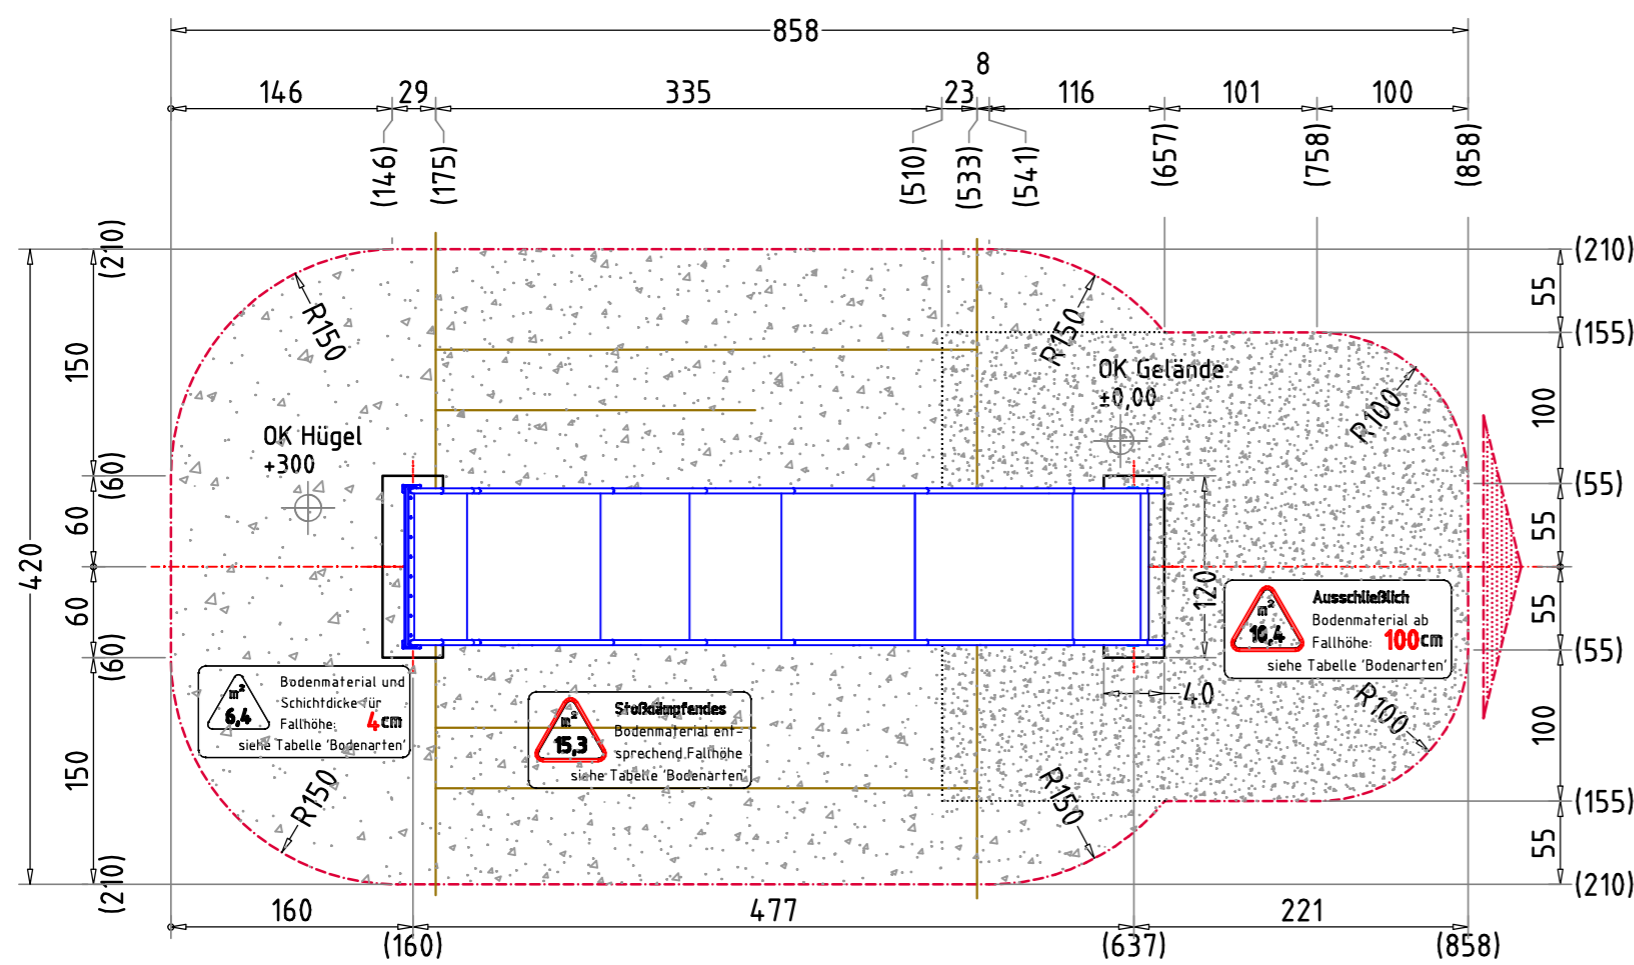 858
8
146 29 335 23 116 101 100
(146) (175) (510) (533) (541) (657) (758) (858)
(210) (210)
55
R150 R150 (155)
150 OK Gelände 100
±0,00 R100
OK Hügel
+300
(60) (55)
60 55
420
120
60 55
Ausschließlich
m²
10,4
Bodenmaterial ab
Fallhöhe: 100cm
siehe Tabelle 'Bodenarten'
(60) (55)
40
m²
6,4
Bodenmaterial und
Schichtdicke für
Fallhöhe: 4cm
siehe Tabelle 'Bodenarten'
m²
15,3
Stoßdämpfendes
Bodenmaterial ent-
sprechend Fallhöhe
siehe Tabelle 'Bodenarten'
150 R100 100
R150 R150 (155)
55
(210) (210)
160 477 221
(160) (637) (858)